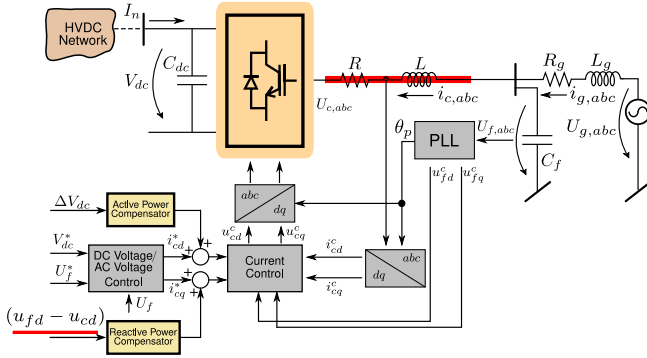 HVDC
Network
I_n
V_dc
C_dc
R
L
U_c,abc
i_c,abc
R_g
L_g
i_g,abc
U_g,abc
θ_p
PLL
U_f,abc
C_f
u^c_fd
u^c_fq
abc
dq
u^c_cd
u^c_cq
ΔV_dc
Active Power
Compensator
V^*_dc
U^*_f
DC Voltage/
AC Voltage
Control
i^*_cd
i^*_cq
+
+
+
+
Current
Control
i^c_cd
i^c_cq
abc
dq
U_f
(u_fd − u_cd)
Reactive Power
Compensator